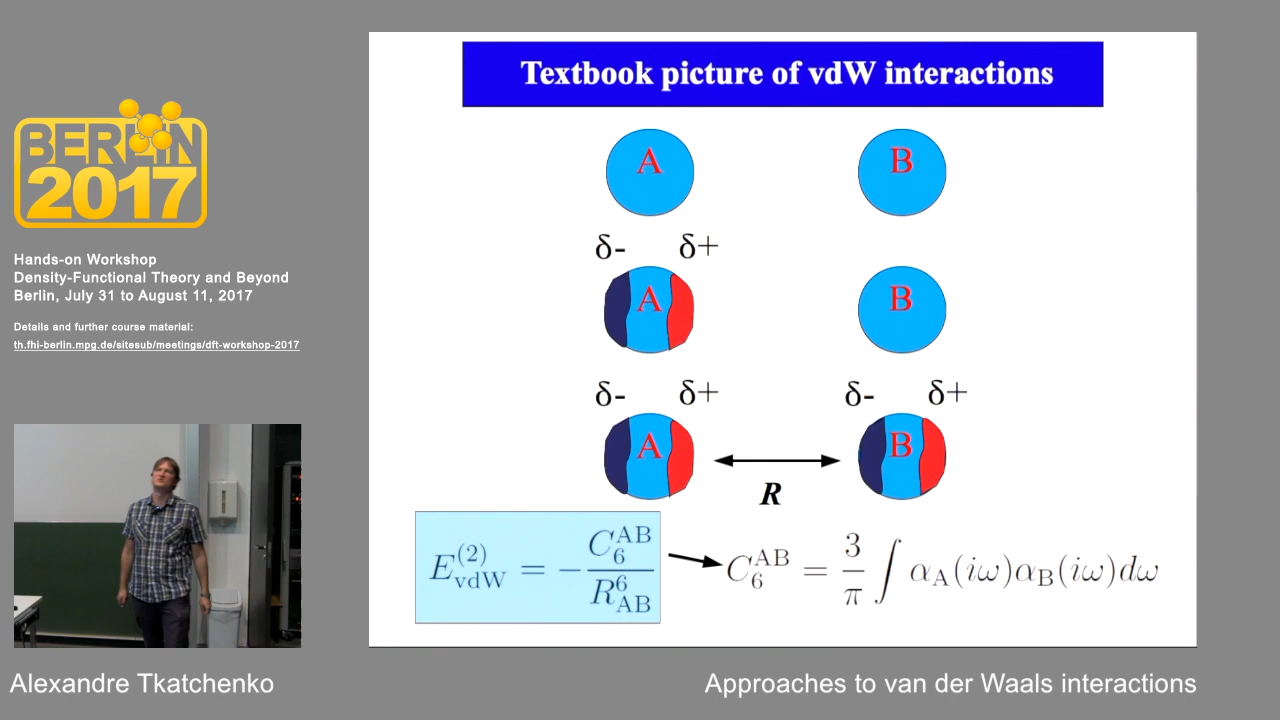 BERLIN
2017
Hands-on Workshop
Density-Functional Theory and Beyond
Berlin, July 31 to August 11, 2017
Details and further course material:
th.fhi-berlin.mpg.de/sitesub/meetings/dft-workshop-2017
Textbook picture of vdW interactions
A B
δ- δ+
A B
δ- δ+ δ- δ+
A B
R
E_vdW^(2) = − C_6^AB / R_AB^6
C_6^AB = 3/π ∫ α_A(iω)α_B(iω)dω
Alexandre Tkatchenko
Approaches to van der Waals interactions